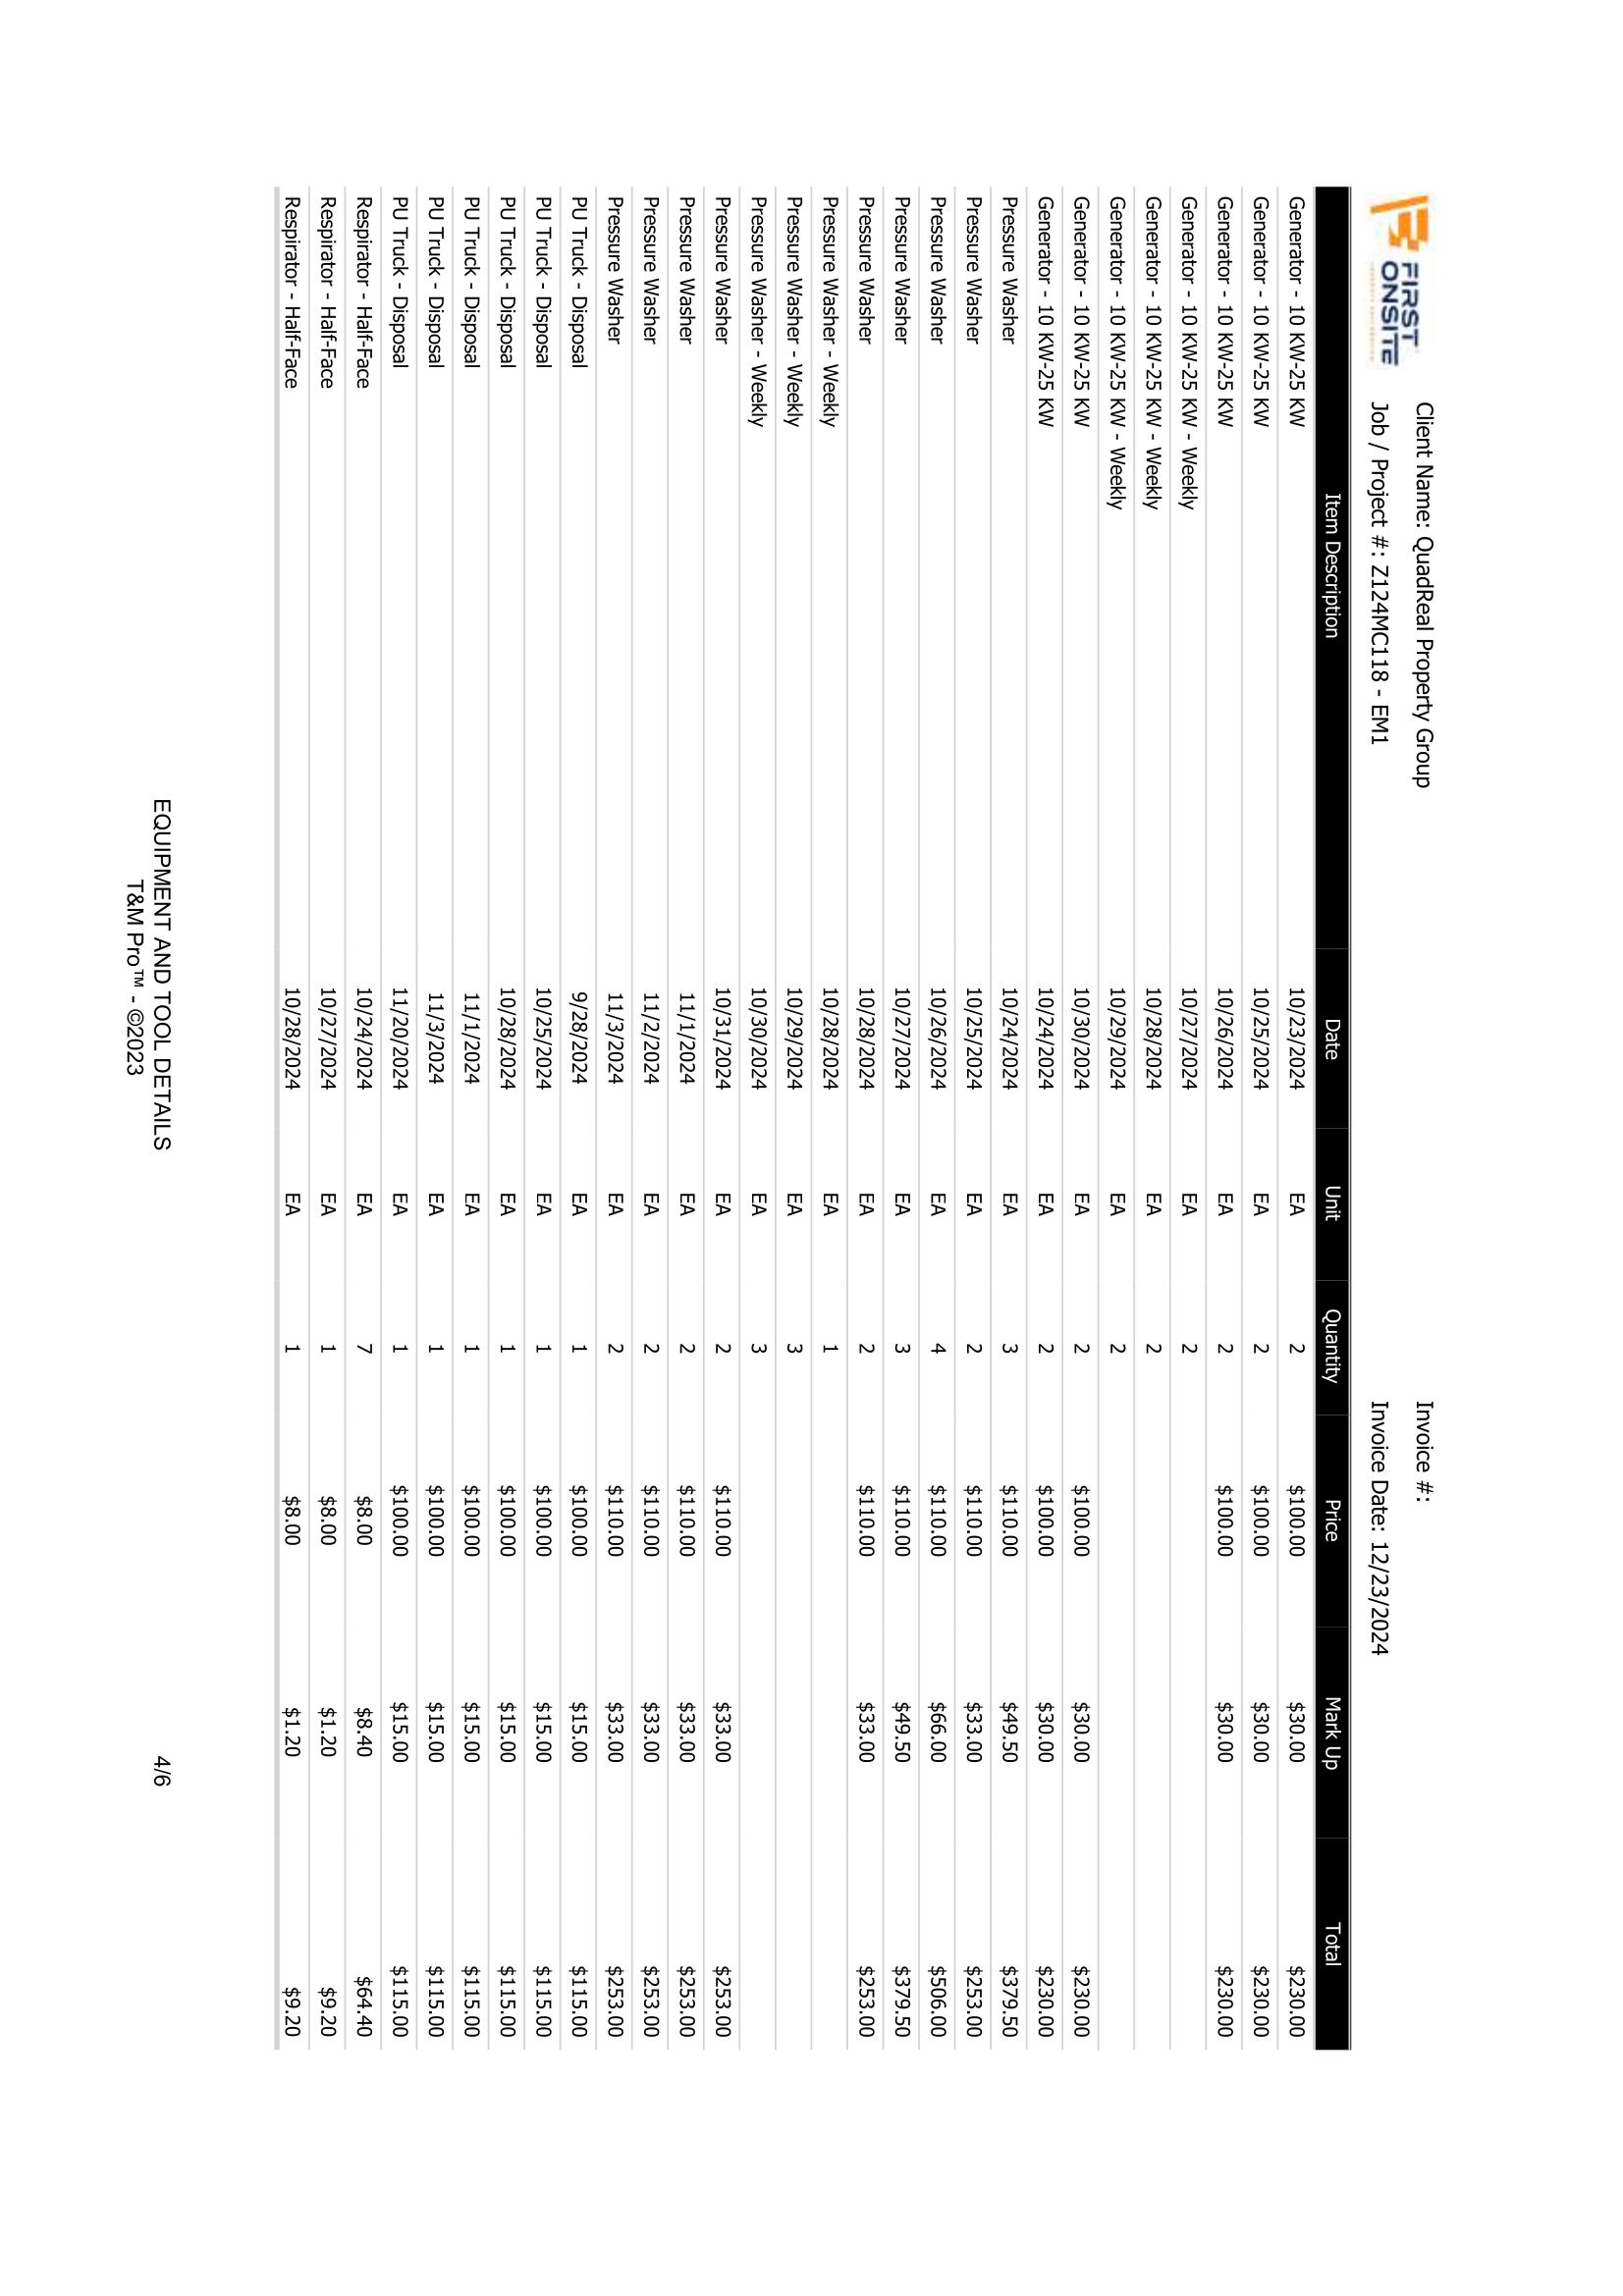 FIRST
ONSITE
Client Name: QuadReal Property Group
Invoice #:
Job / Project #: Z124MC118 - EM1
Invoice Date: 12/23/2024
Item Description Date Unit Quantity Price Mark Up Total
Generator - 10 KW-25 KW 10/23/2024 EA 2 $100.00 $30.00 $230.00
Generator - 10 KW-25 KW 10/25/2024 EA 2 $100.00 $30.00 $230.00
Generator - 10 KW-25 KW 10/26/2024 EA 2 $100.00 $30.00 $230.00
Generator - 10 KW-25 KW - Weekly 10/27/2024 EA 2
Generator - 10 KW-25 KW - Weekly 10/28/2024 EA 2
Generator - 10 KW-25 KW - Weekly 10/29/2024 EA 2
Generator - 10 KW-25 KW 10/30/2024 EA 2 $100.00 $30.00 $230.00
Generator - 10 KW-25 KW 10/24/2024 EA 2 $100.00 $30.00 $230.00
Pressure Washer 10/24/2024 EA 3 $110.00 $49.50 $379.50
Pressure Washer 10/25/2024 EA 2 $110.00 $33.00 $253.00
Pressure Washer 10/26/2024 EA 4 $110.00 $66.00 $506.00
Pressure Washer 10/27/2024 EA 3 $110.00 $49.50 $379.50
Pressure Washer 10/28/2024 EA 2 $110.00 $33.00 $253.00
Pressure Washer - Weekly 10/28/2024 EA 1
Pressure Washer - Weekly 10/29/2024 EA 3
Pressure Washer - Weekly 10/30/2024 EA 3
Pressure Washer 10/31/2024 EA 2 $110.00 $33.00 $253.00
Pressure Washer 11/1/2024 EA 2 $110.00 $33.00 $253.00
Pressure Washer 11/2/2024 EA 2 $110.00 $33.00 $253.00
Pressure Washer 11/3/2024 EA 2 $110.00 $33.00 $253.00
PU Truck - Disposal 9/28/2024 EA 1 $100.00 $15.00 $115.00
PU Truck - Disposal 10/25/2024 EA 1 $100.00 $15.00 $115.00
PU Truck - Disposal 10/28/2024 EA 1 $100.00 $15.00 $115.00
PU Truck - Disposal 11/1/2024 EA 1 $100.00 $15.00 $115.00
PU Truck - Disposal 11/3/2024 EA 1 $100.00 $15.00 $115.00
PU Truck - Disposal 11/20/2024 EA 1 $100.00 $15.00 $115.00
Respirator - Half-Face 10/24/2024 EA 7 $8.00 $8.40 $64.40
Respirator - Half-Face 10/27/2024 EA 1 $8.00 $1.20 $9.20
Respirator - Half-Face 10/28/2024 EA 1 $8.00 $1.20 $9.20
EQUIPMENT AND TOOL DETAILS 4/6
T&M Pro™ - ©2023